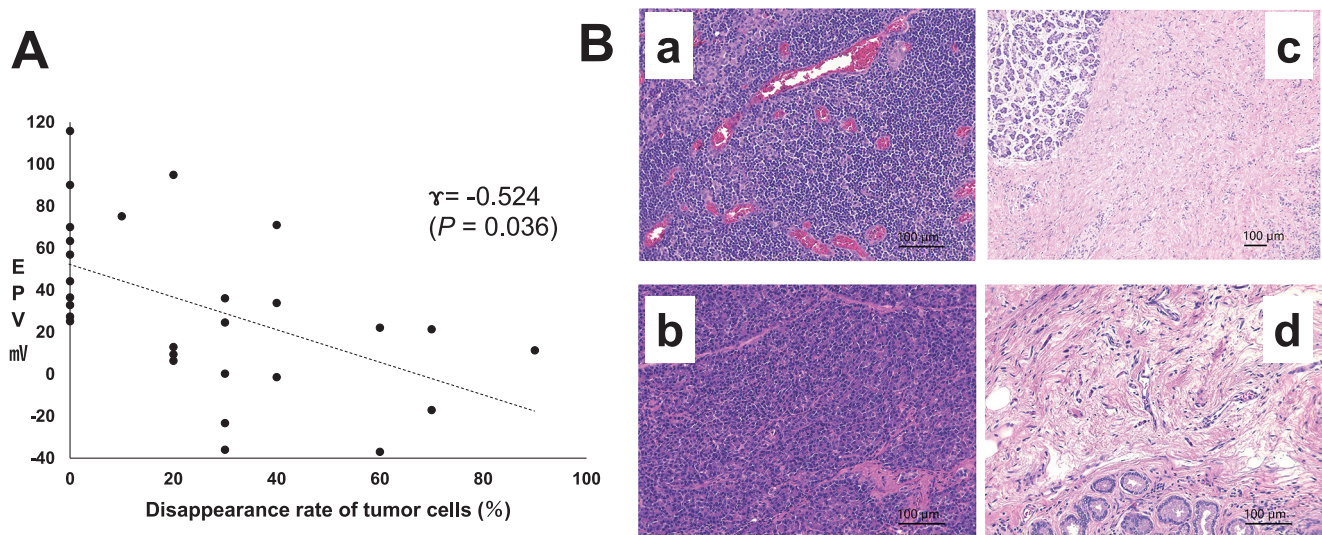 A
120
100
80
60
40
20
0
-20
-40
E
P
V
mV
ɤ= -0.524
(P = 0.036)
0 20 40 60 80 100
Disappearance rate of tumor cells (%)
B
a
100 µm
c
100 µm
b
100 µm
d
100 µm